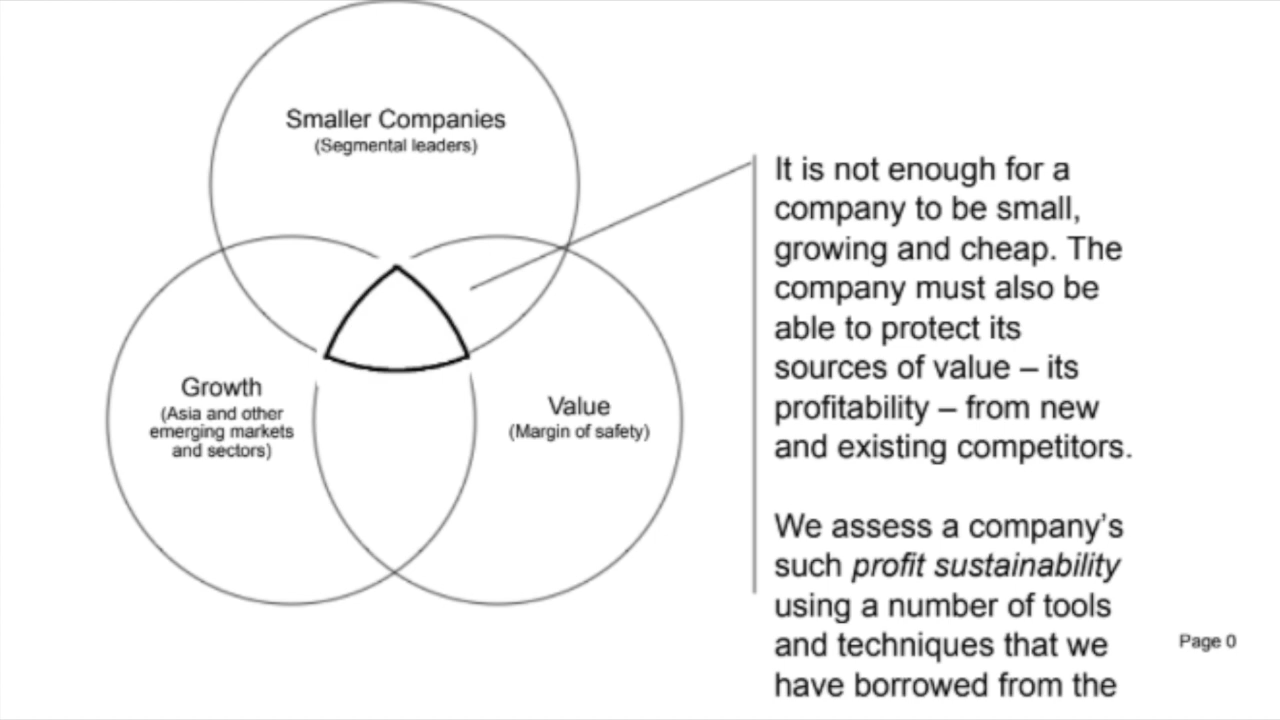 Smaller Companies
(Segmental leaders)
Growth
(Asia and other
emerging markets
and sectors)
Value
(Margin of safety)
It is not enough for a
company to be small,
growing and cheap. The
company must also be
able to protect its
sources of value – its
profitability – from new
and existing competitors.
We assess a company's
such profit sustainability
using a number of tools
and techniques that we
have borrowed from the
Page 0